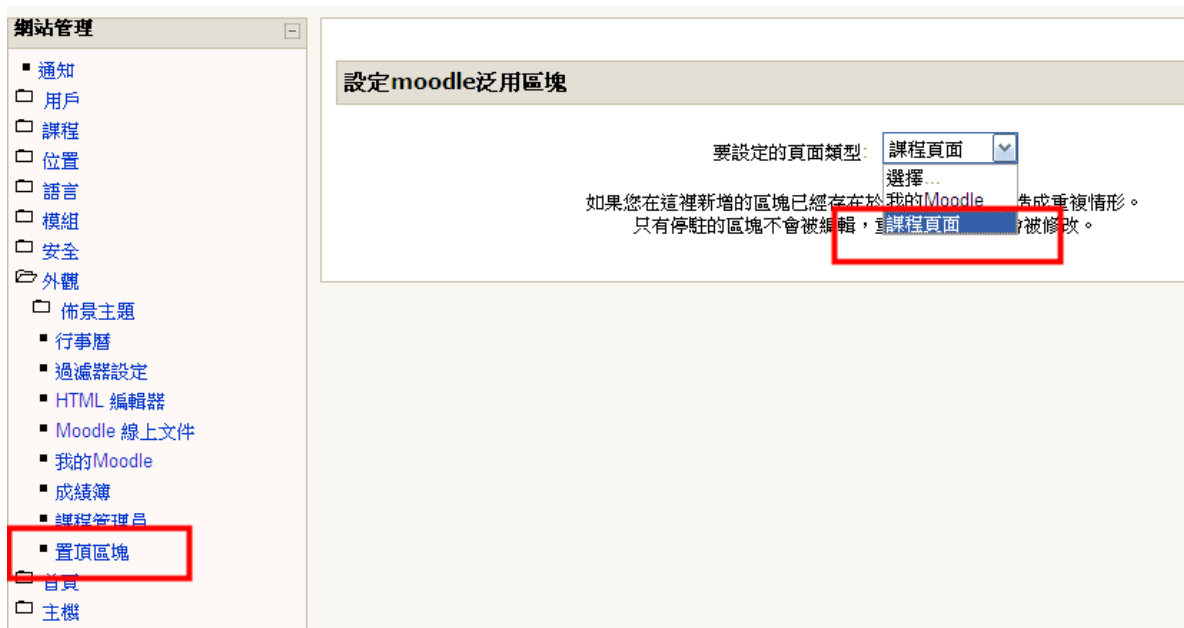 網站管理
通知
用戶
課程
位置
語言
模組
安全
外觀
佈景主題
行事曆
過濾器設定
HTML 編輯器
Moodle 線上文件
我的Moodle
成績簿
課程管理員
置頂區塊
首頁
主機
設定moodle泛用區塊
要設定的頁面類型: 課程頁面
選擇...
我的Moodle
課程頁面
如果您在這裡新增的區塊已經存在於 造成重複情形。
只有停駐的區塊不會被編輯, 會被修改。